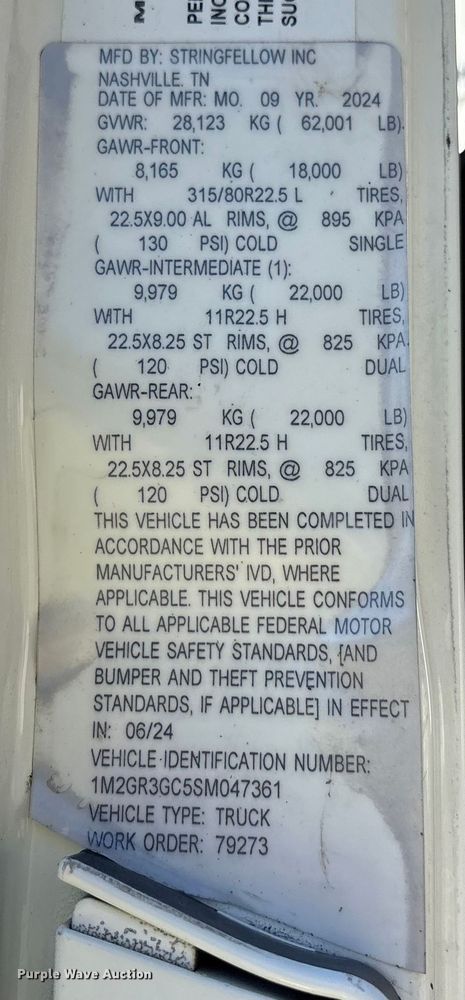 M
PE
INC
CO
TH
SU
MFD BY: STRINGFELLOW INC
NASHVILLE, TN
DATE OF MFR: MO. 09 YR. 2024
GVWR: 28,123 KG ( 62,001 LB).
GAWR-FRONT:
8,165 KG ( 18,000 LB)
WITH 315/80R22.5 L TIRES,
22.5X9.00 AL RIMS, @ 895 KPA
( 130 PSI) COLD SINGLE
GAWR-INTERMEDIATE (1):
9,979 KG ( 22,000 LB)
WITH 11R22.5 H TIRES,
22.5X8.25 ST RIMS, @ 825 KPA
( 120 PSI) COLD DUAL
GAWR-REAR:
9,979 KG ( 22,000 LB)
WITH 11R22.5 H TIRES,
22.5X8.25 ST RIMS, @ 825 KPA
( 120 PSI) COLD DUAL
THIS VEHICLE HAS BEEN COMPLETED IN
ACCORDANCE WITH THE PRIOR
MANUFACTURERS' IVD, WHERE
APPLICABLE. THIS VEHICLE CONFORMS
TO ALL APPLICABLE FEDERAL MOTOR
VEHICLE SAFETY STANDARDS, [AND
BUMPER AND THEFT PREVENTION
STANDARDS, IF APPLICABLE] IN EFFECT
IN: 06/24
VEHICLE IDENTIFICATION NUMBER:
1M2GR3GC5SM047361
VEHICLE TYPE: TRUCK
WORK ORDER: 79273
Purple Wave Auction